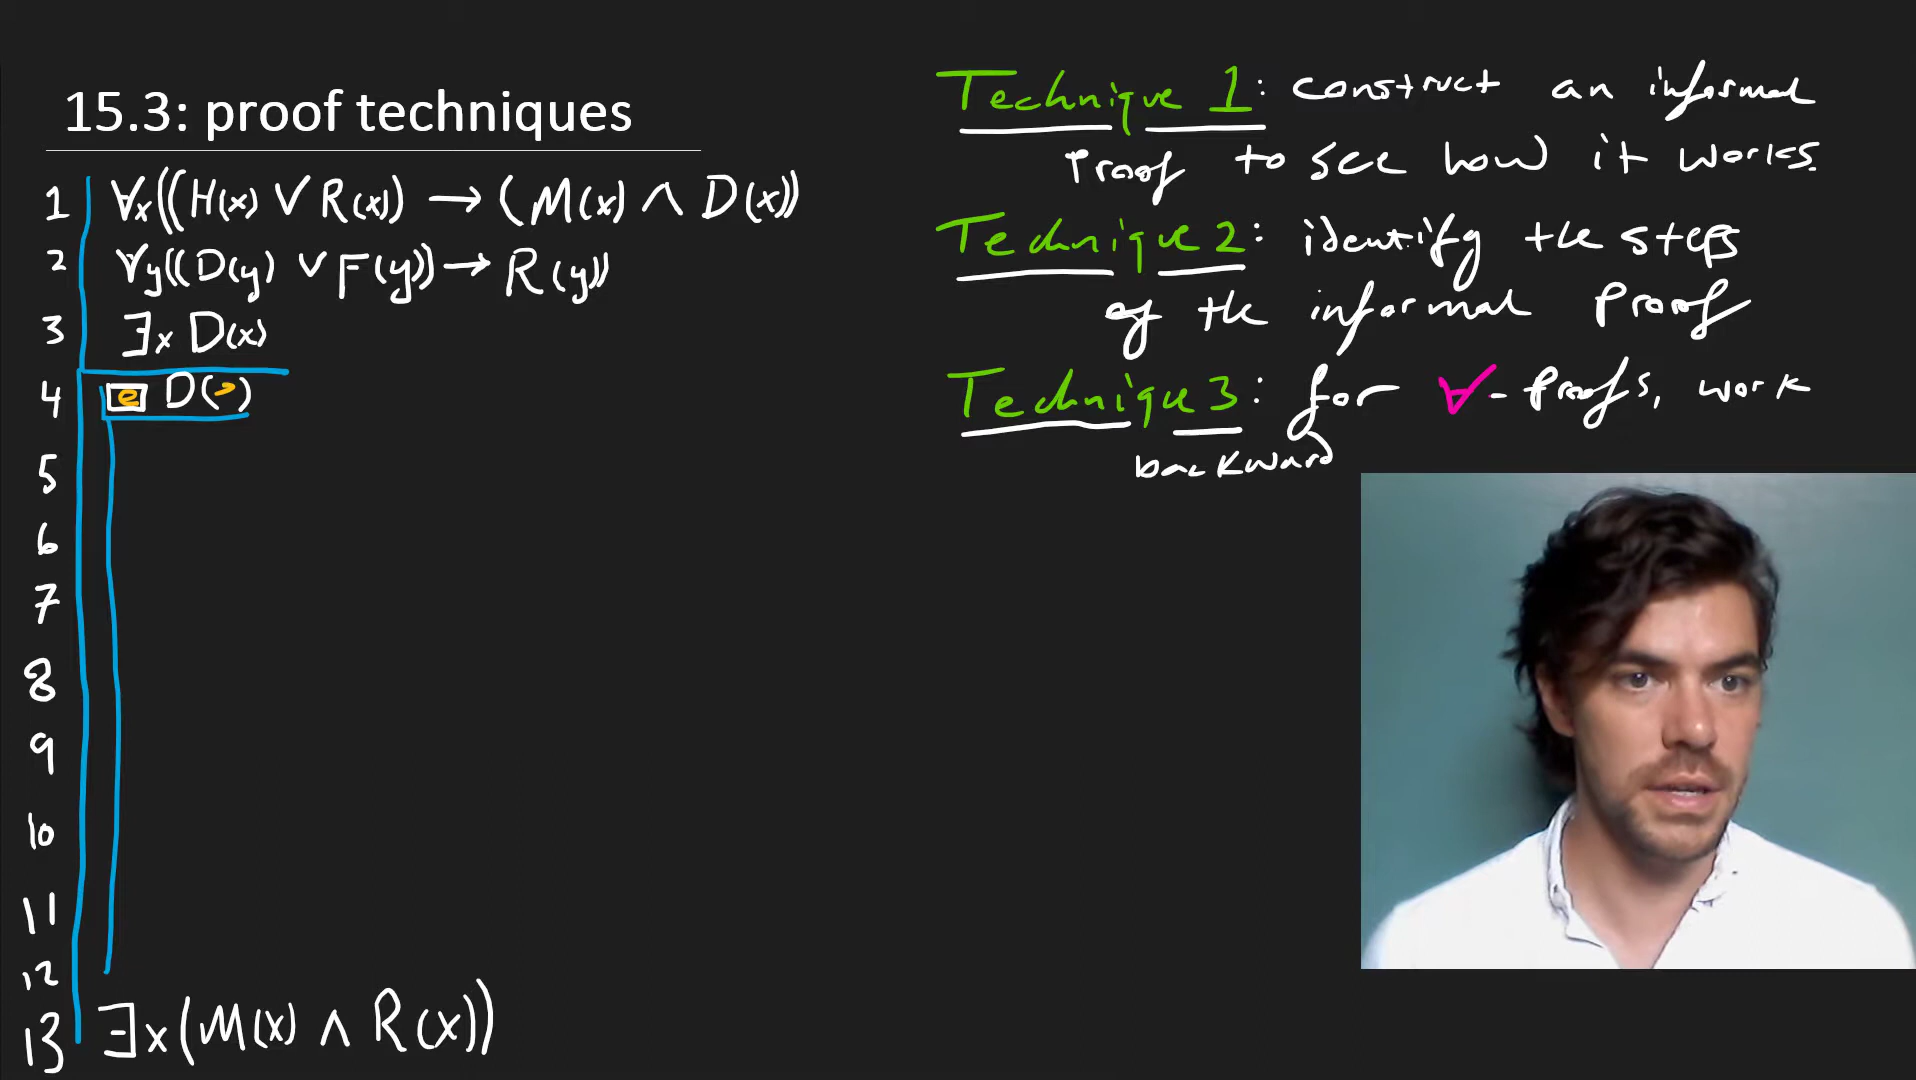 15.3: proof techniques
1 ∀x((H(x) ∨ R(x)) → (M(x) ∧ D(x))
2 ∀y((D(y) ∨ F(y)) → R(y))
3 ∃x D(x)
4 e D(e)
5
6
7
8
9
10
11
12
13 ∃x(M(x) ∧ R(x))
Technique 1: construct an informal
proof to see how it works.
Technique 2: identify the steps
of the informal proof
Technique 3: for ∀-proofs, work
backward